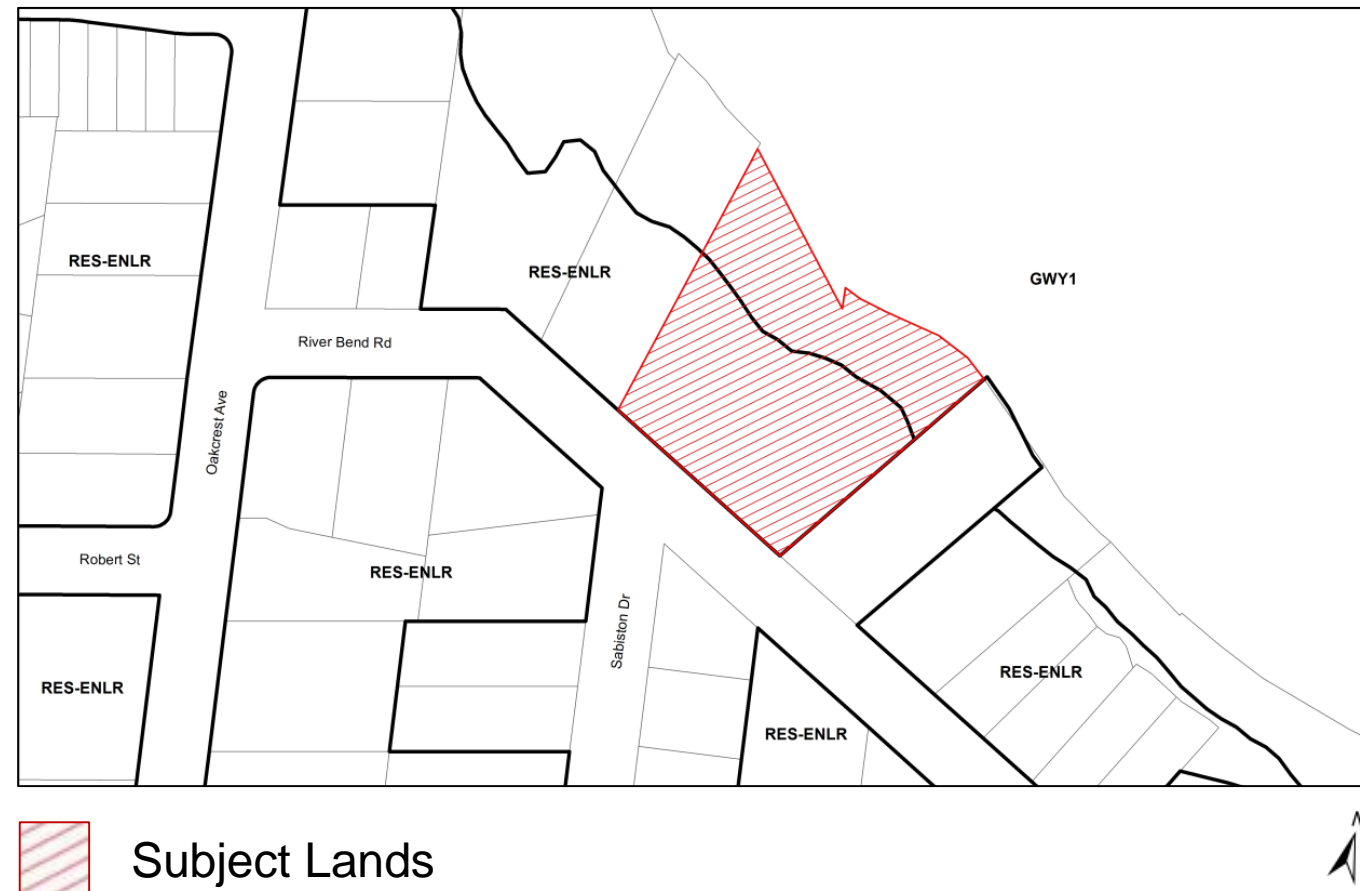 RES-ENLR
RES-ENLR
GWY1
River Bend Rd
Oakcrest Ave
Robert St
RES-ENLR
Sabiston Dr
RES-ENLR
RES-ENLR
RES-ENLR
Subject Lands
N